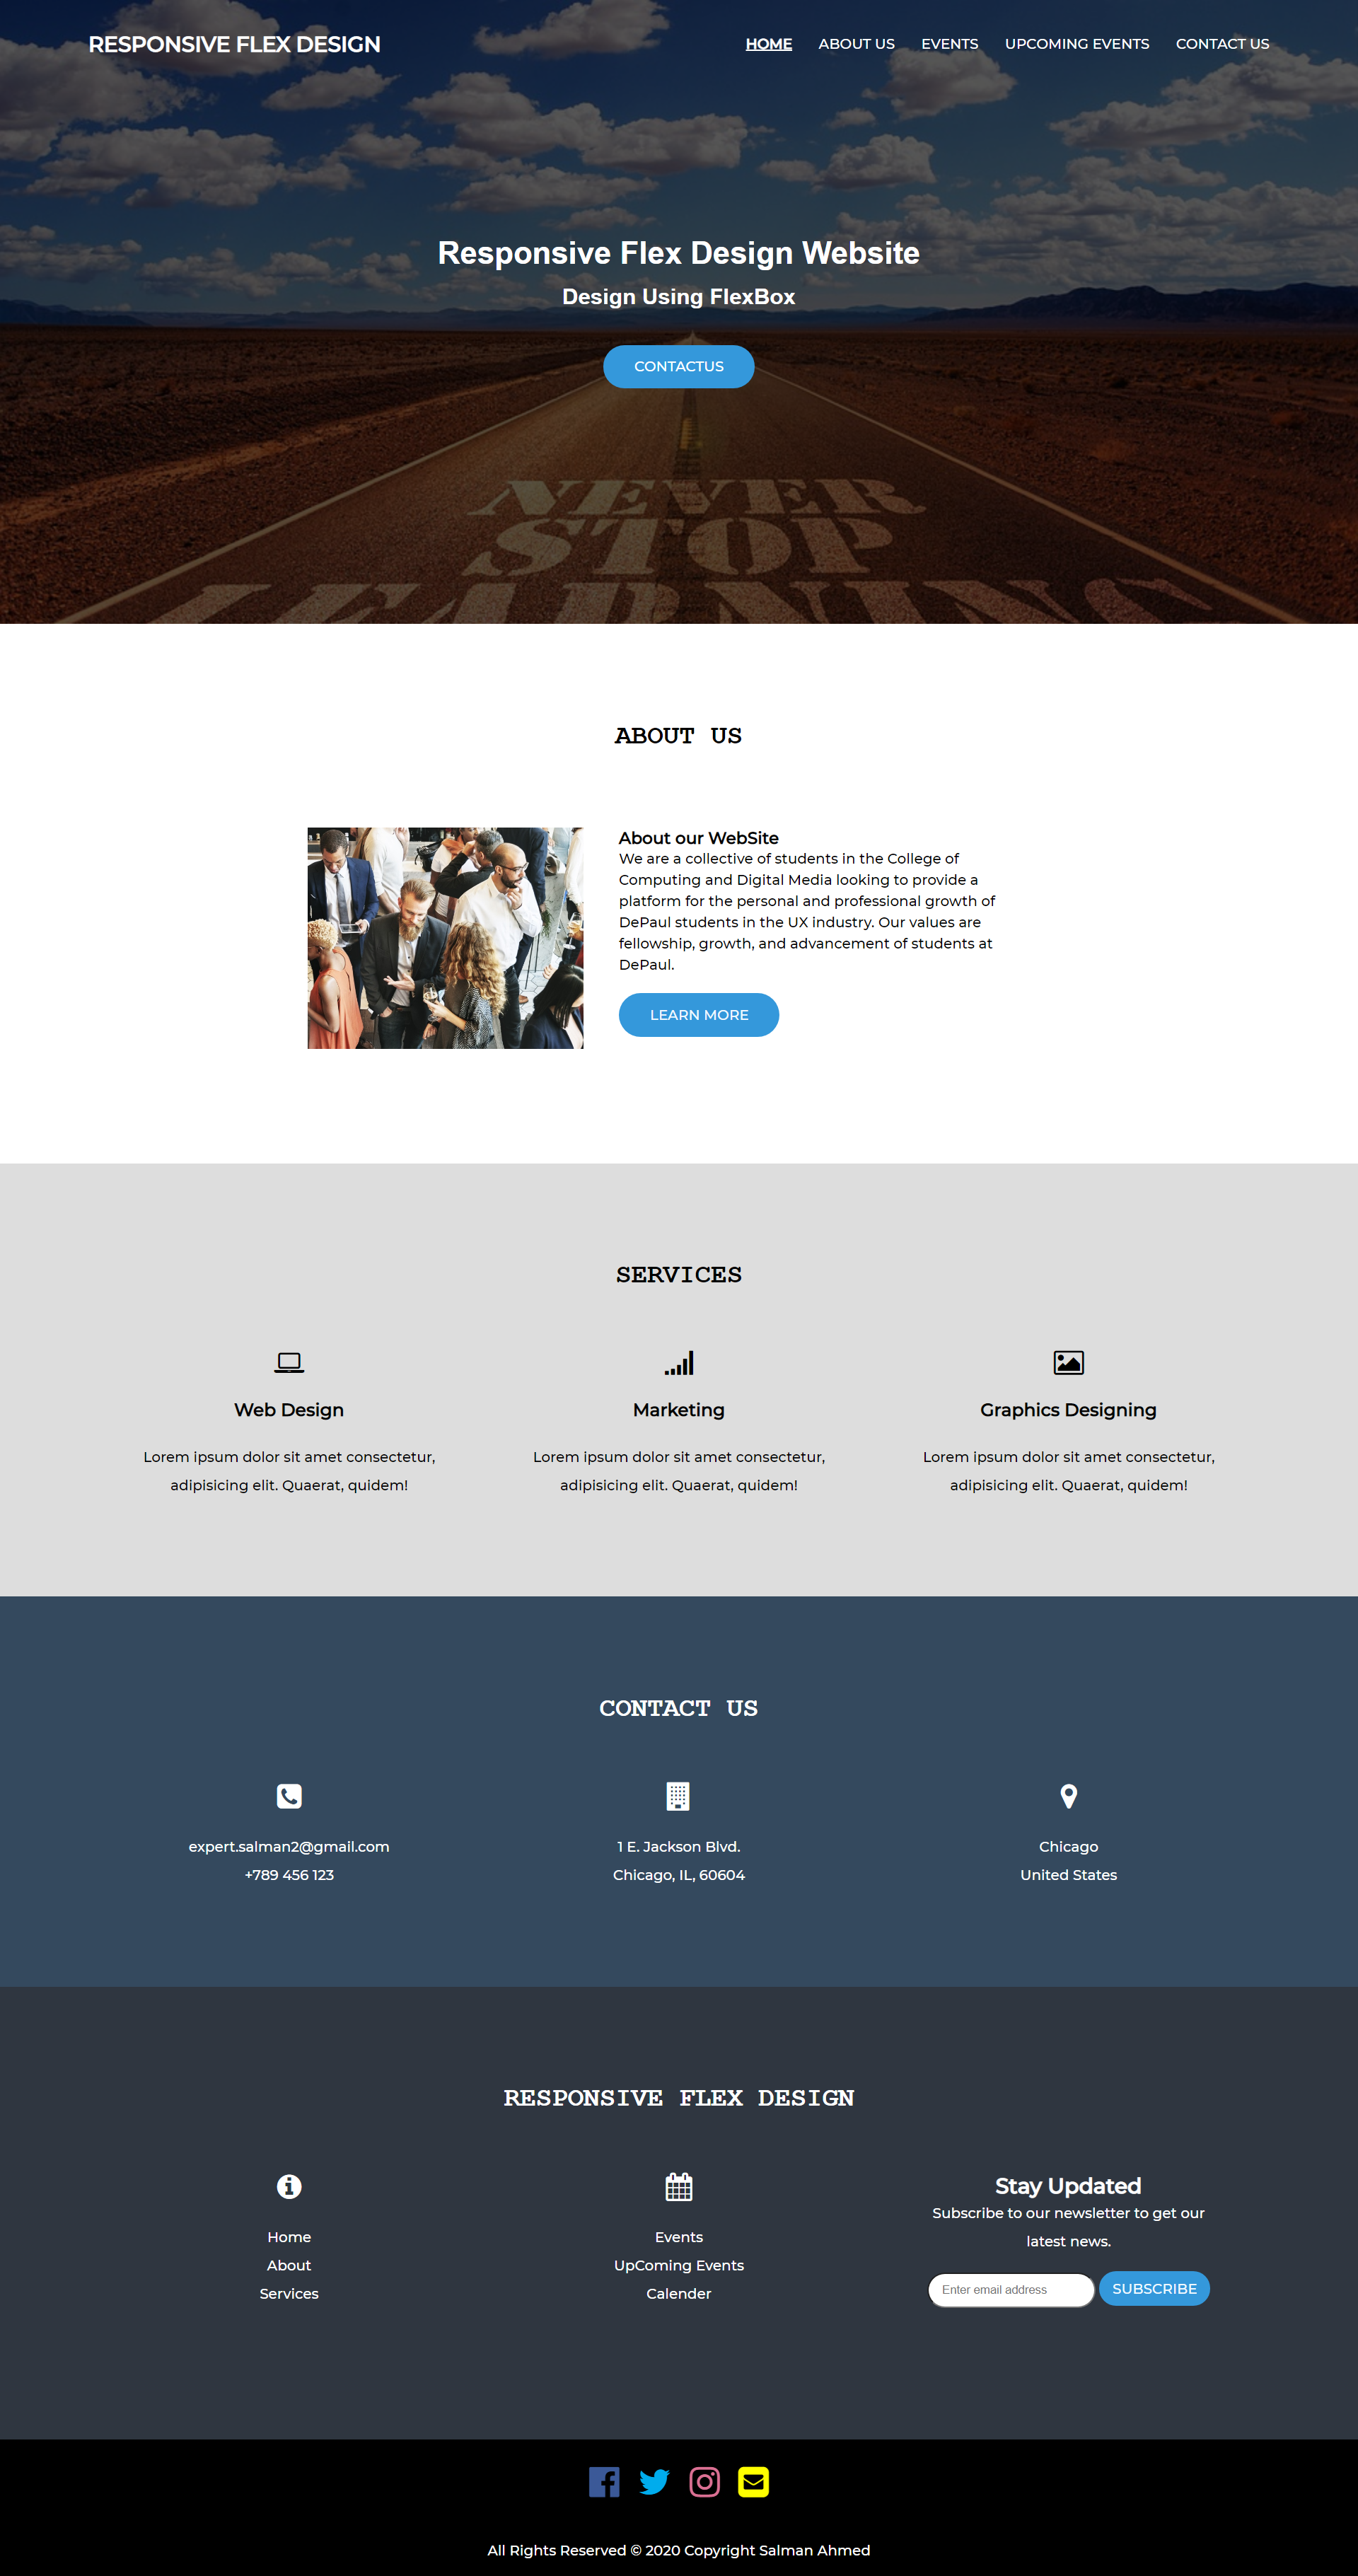 RESPONSIVE FLEX DESIGN
HOME ABOUT US EVENTS UPCOMING EVENTS CONTACT US
Responsive Flex Design Website
Design Using FlexBox
CONTACTUS
NEVER
STOP
LEARNING
ABOUT US
About our WebSite
We are a collective of students in the College of
Computing and Digital Media looking to provide a
platform for the personal and professional growth of
DePaul students in the UX industry. Our values are
fellowship, growth, and advancement of students at
DePaul.
LEARN MORE
SERVICES
Web Design
Lorem ipsum dolor sit amet consectetur,
adipisicing elit. Quaerat, quidem!
Marketing
Lorem ipsum dolor sit amet consectetur,
adipisicing elit. Quaerat, quidem!
Graphics Designing
Lorem ipsum dolor sit amet consectetur,
adipisicing elit. Quaerat, quidem!
CONTACT US
expert.salman2@gmail.com
+789 456 123
1 E. Jackson Blvd.
Chicago, IL, 60604
Chicago
United States
RESPONSIVE FLEX DESIGN
Home
About
Services
Events
UpComing Events
Calender
Stay Updated
Subscribe to our newsletter to get our
latest news.
Enter email address
SUBSCRIBE
All Rights Reserved © 2020 Copyright Salman Ahmed